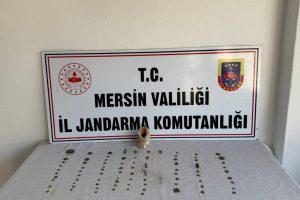 T.C.
MERSİN VALİLİĞİ
İL JANDARMA KOMUTANLIĞI